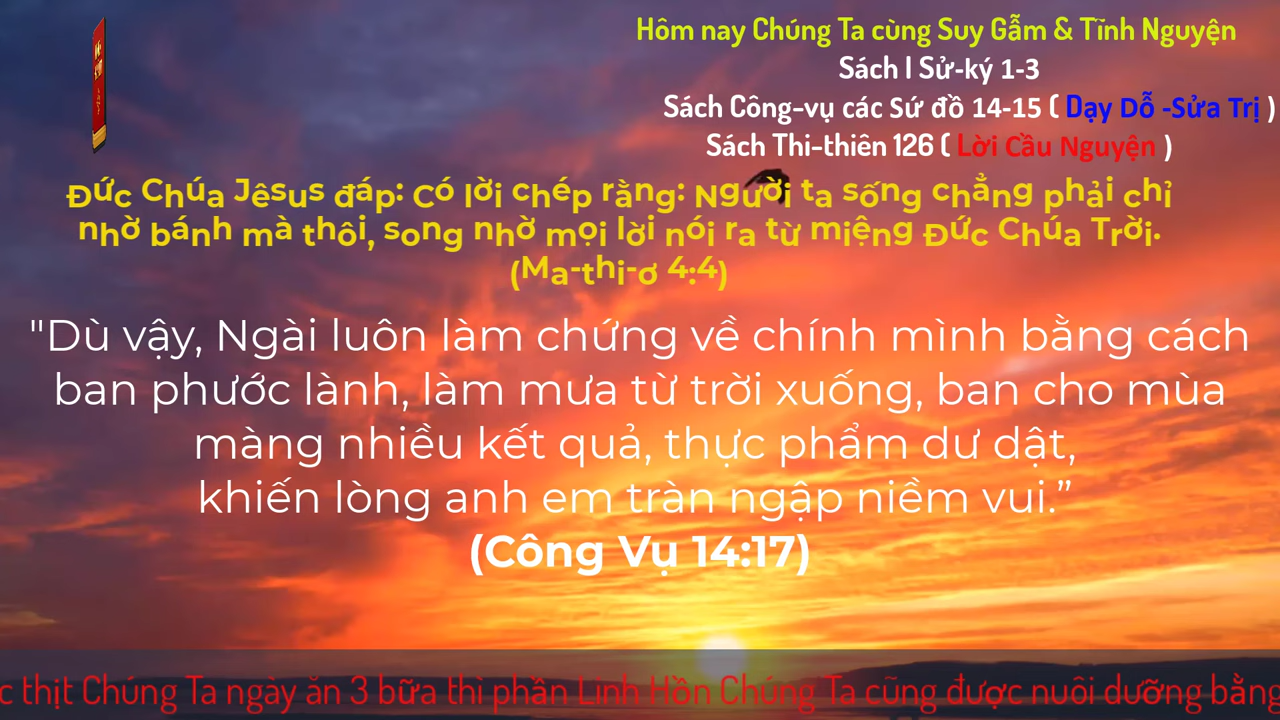 Hôm nay Chúng Ta cùng Suy Gẫm & Tĩnh Nguyện
Sách I Sử-ký 1-3
Sách Công-vụ các Sứ đồ 14-15 ( Dạy Dỗ -Sửa Trị )
Sách Thi-thiên 126 ( Lời Cầu Nguyện )
Đức Chúa Jêsus đáp: Có lời chép rằng: Người ta sống chẳng phải chỉ
nhờ bánh mà thôi, song nhờ mọi lời nói ra từ miệng Đức Chúa Trời.
(Ma-thi-ơ 4:4)
"Dù vậy, Ngài luôn làm chứng về chính mình bằng cách
ban phước lành, làm mưa từ trời xuống, ban cho mùa
màng nhiều kết quả, thực phẩm dư dật,
khiến lòng anh em tràn ngập niềm vui.”
(Công Vụ 14:17)
c thịt Chúng Ta ngày ăn 3 bữa thì phần Linh Hồn Chúng Ta cũng được nuôi dưỡng bằng